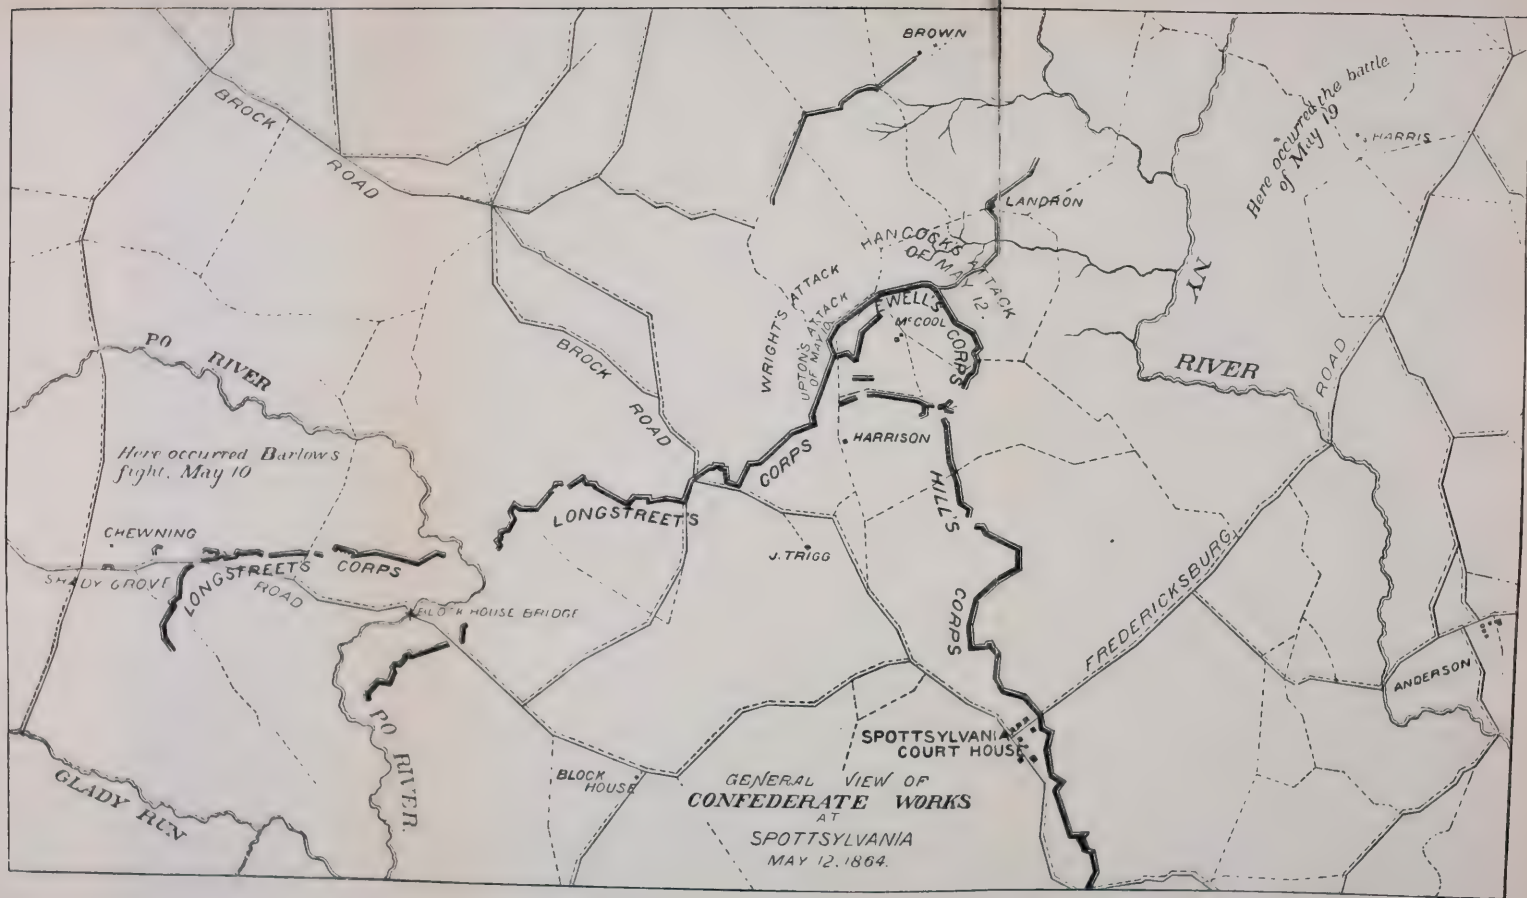 BROWN
Here occurred the battle
of May 19
HARRIS
BROCK
ROAD
LANDRON
HANCOCK'S ATTACK
OF MAY 12.
NY
RIVER
WRIGHT'S ATTACK
UPTON'S ATTACK
OF MAY 10
EWELL'S
CORPS
McCOOL
PO
RIVER
BROCK
ROAD
ROAD
HARRISON
CORPS
Here occurred Barlows
fight, May 10
LONGSTREET'S
HILL'S
CORPS
J. TRIGG
CHEWNING
SHADY GROVE
ROAD
LONGSTREET'S
CORPS
BLOCK HOUSE BRIDGE
FREDERICKSBURG
ANDERSON
PO
RIVER.
GLADY RUN
BLOCK
HOUSE
SPOTTSYLVANIA
COURT HOUSE
GENERAL VIEW OF
CONFEDERATE WORKS
AT
SPOTTSYLVANIA
MAY 12. 1864.